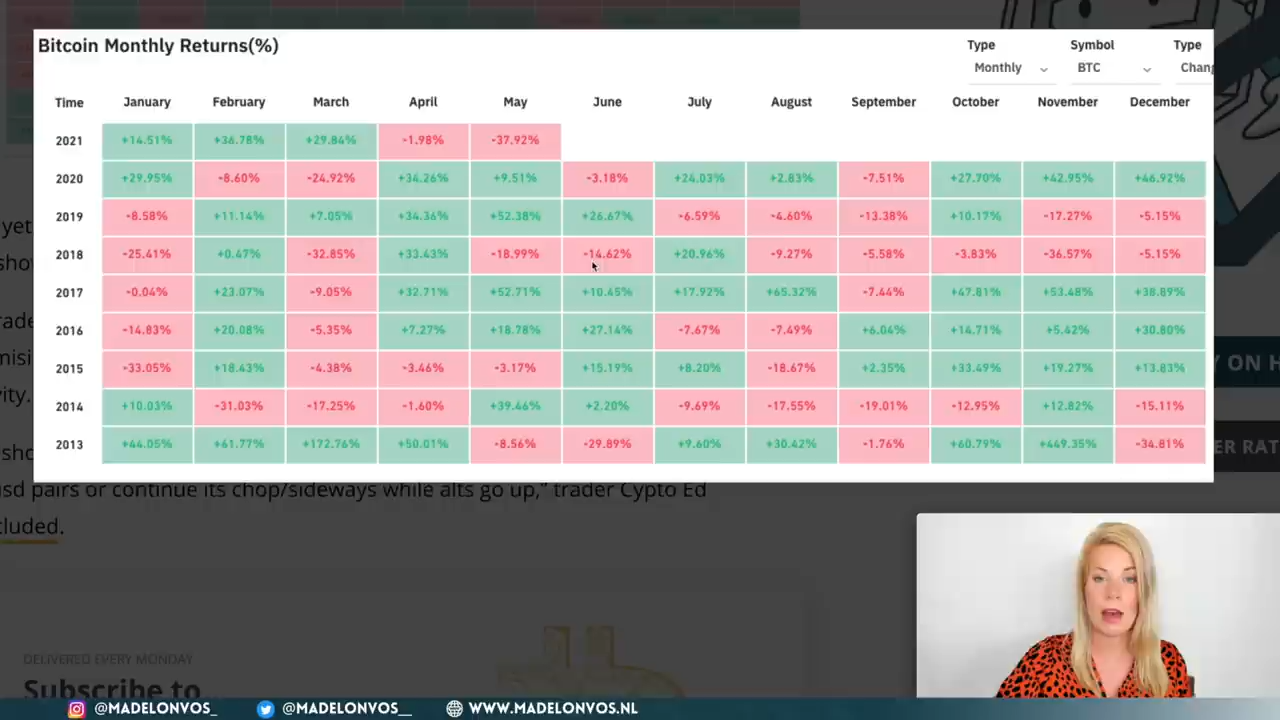 Bitcoin Monthly Returns(%)
Type Symbol Type
Monthly BTC Chang
Time January February March April May June July August September October November December
2021 +14.51% +36.78% +29.84% -1.98% -37.92%
2020 +29.95% -8.60% -24.92% +34.26% +9.51% -3.18% +24.03% +2.83% -7.51% +27.70% +42.95% +46.92%
2019 -8.58% +11.14% +7.05% +34.36% +52.38% +26.67% -6.59% -4.60% -13.38% +10.17% -17.27% -5.15%
2018 -25.41% +0.47% -32.85% +33.43% -18.99% -14.62% +20.96% -9.27% -5.58% -3.83% -36.57% -5.15%
2017 -0.04% +23.07% -9.05% +32.71% +52.71% +10.45% +17.92% +65.32% -7.44% +47.81% +53.48% +38.89%
2016 -14.83% +20.08% -5.35% +7.27% +18.78% +27.14% -7.67% -7.49% +6.04% +14.71% +5.42% +30.80%
2015 -33.05% +18.43% -4.38% -3.46% -3.17% +15.19% +8.20% -18.67% +2.35% +33.49% +19.27% +13.83%
2014 +10.03% -31.03% -17.25% -1.60% +39.46% +2.20% -9.69% -17.55% -19.01% -12.95% +12.82% -15.11%
2013 +44.05% +61.77% +172.76% +50.01% -8.56% -29.89% +9.60% +30.42% -1.76% +60.79% +449.35% -34.81%
yet
Y ON H
ER RAT
usd pairs or continue its chop/sideways while alts go up,” trader Cypto Ed
cluded.
DELIVERED EVERY MONDAY
Subscribe to
@MADELONVOS_ @MADELONVOS__ WWW.MADELONVOS.NL